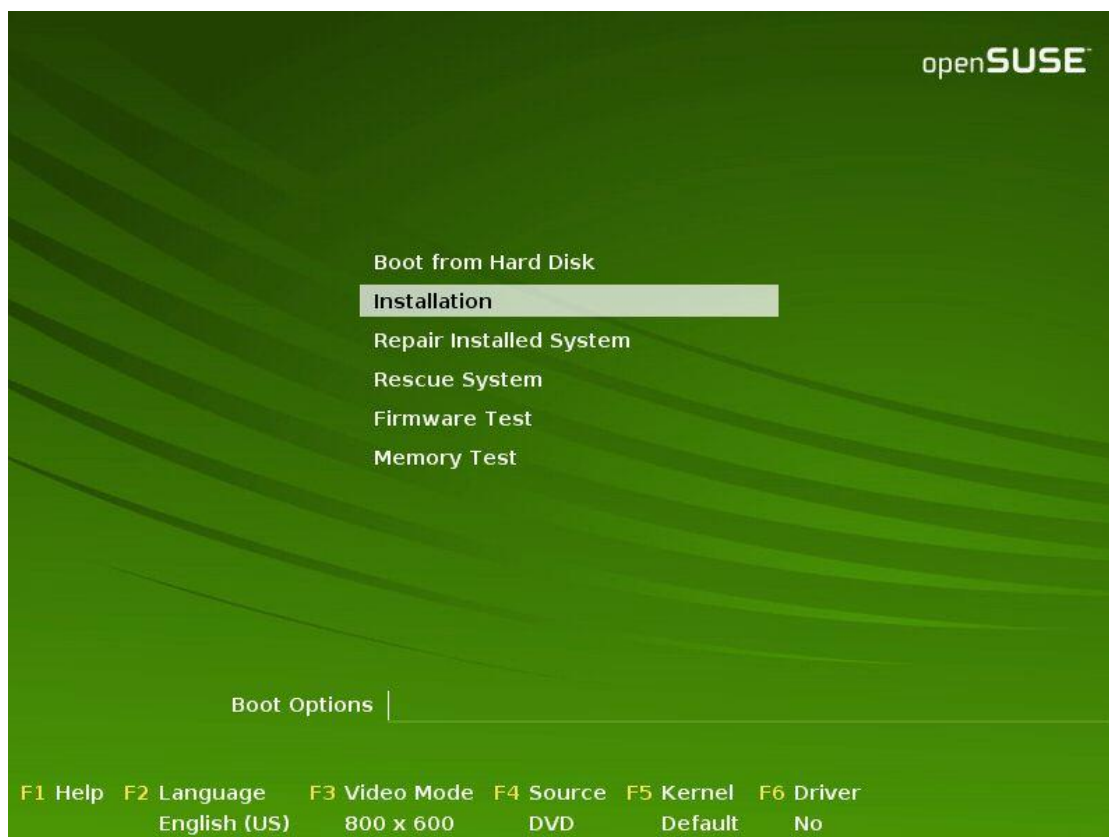 openSUSE
Boot from Hard Disk
Installation
Repair Installed System
Rescue System
Firmware Test
Memory Test
Boot Options
F1 Help F2 Language F3 Video Mode F4 Source F5 Kernel F6 Driver
English (US) 800 x 600 DVD Default No